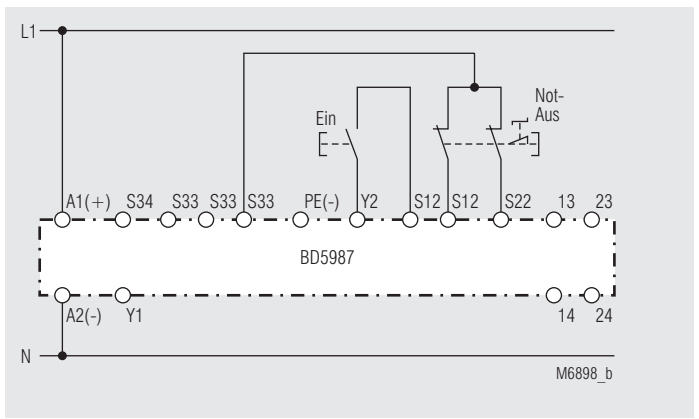 L1
Ein
Not-
Aus
A1(+) S34 S33 S33 S33 PE(-) Y2 S12 S12 S22 13 23
BD5987
A2(-) Y1 14 24
N
M6898_b